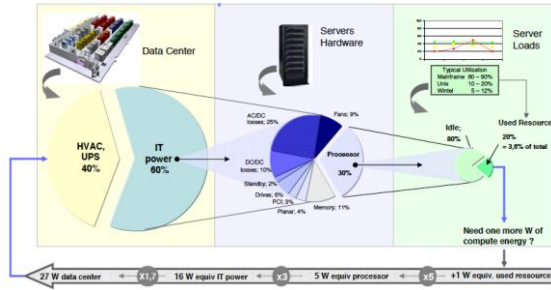 Data Center
Servers
Hardware
Server
Loads
Typical Utilization
Mainframe 80 – 90%
Unix 10 – 20%
Wintel 5 – 12%
HVAC,
UPS
40%
IT
power
60%
AC/DC
losses; 25%
Fans; 9%
DC/DC
losses; 10%
Standby; 2%
Drives; 6%
PCI; 3%
Planar; 4%
Memory; 11%
Processor
30%
Idle;
80%
Used Resource
20%
= 3,6% of total
Need one more W of
compute energy ?
27 W data center
x1,7
16 W equiv IT power
x3
5 W equiv processor
x5
+1 W equiv. used ressource